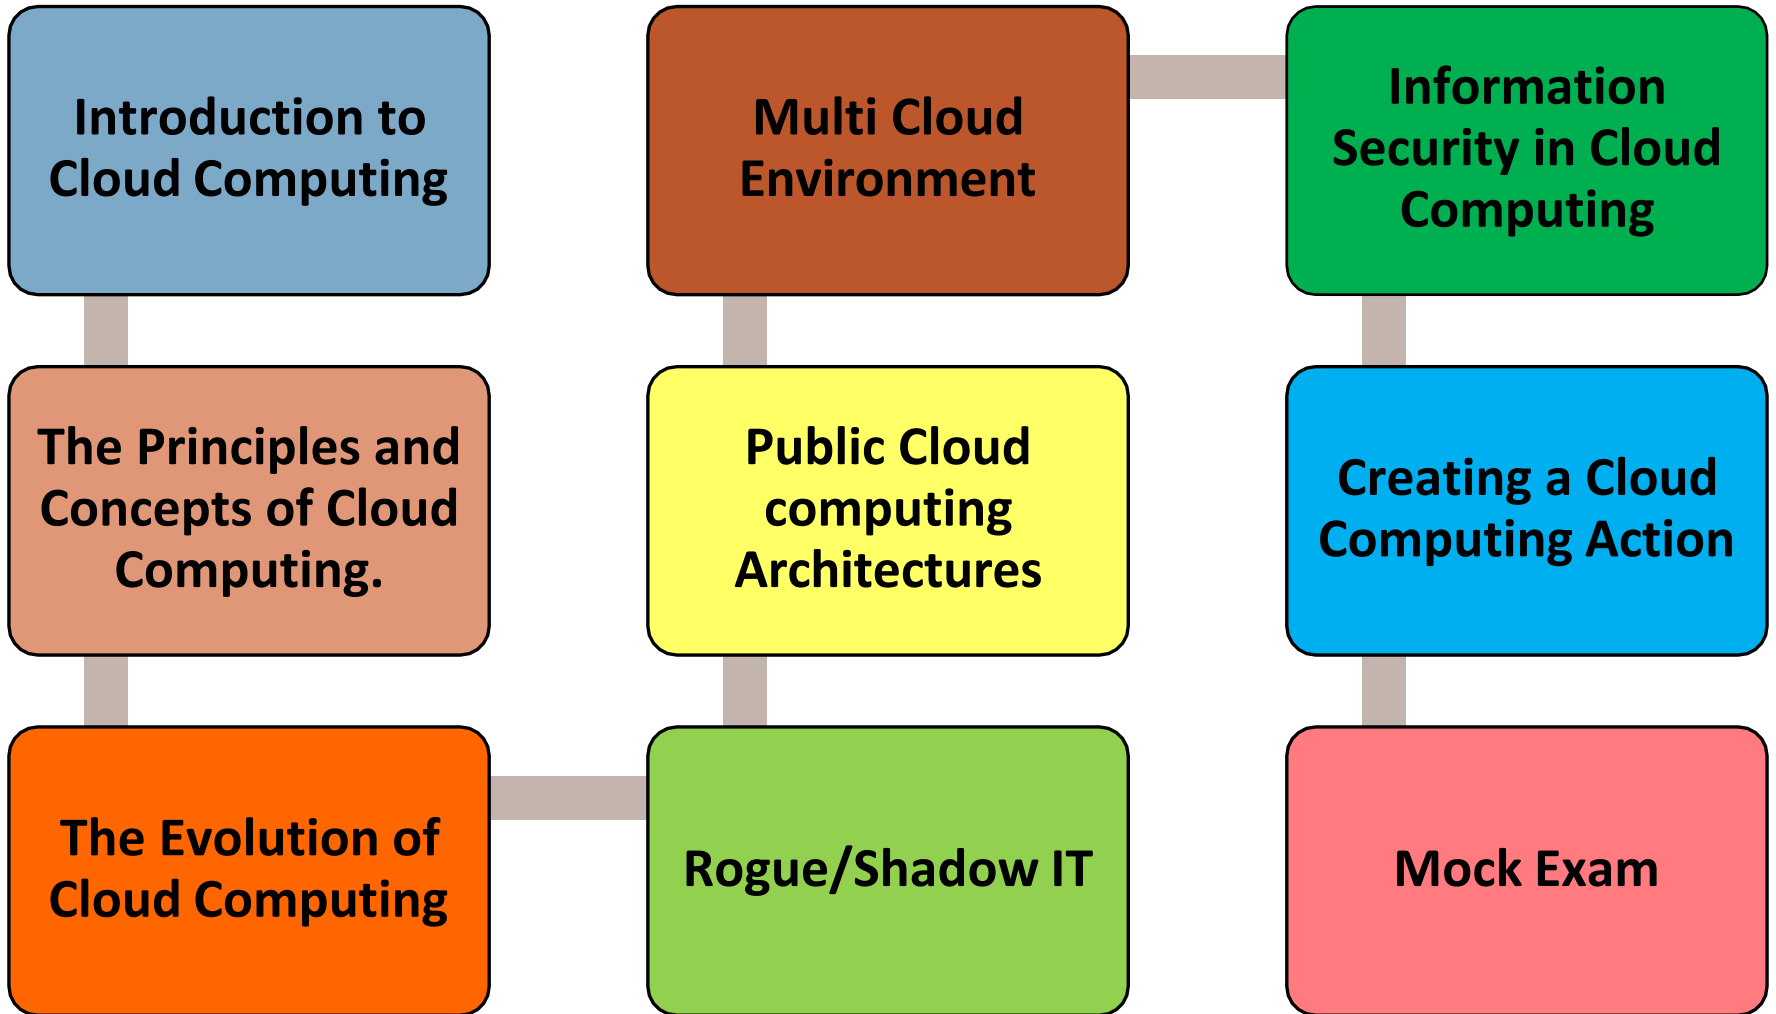 Introduction to
Cloud Computing
The Principles and
Concepts of Cloud
Computing.
The Evolution of
Cloud Computing
Rogue/Shadow IT
Public Cloud
computing
Architectures
Multi Cloud
Environment
Information
Security in Cloud
Computing
Creating a Cloud
Computing Action
Mock Exam